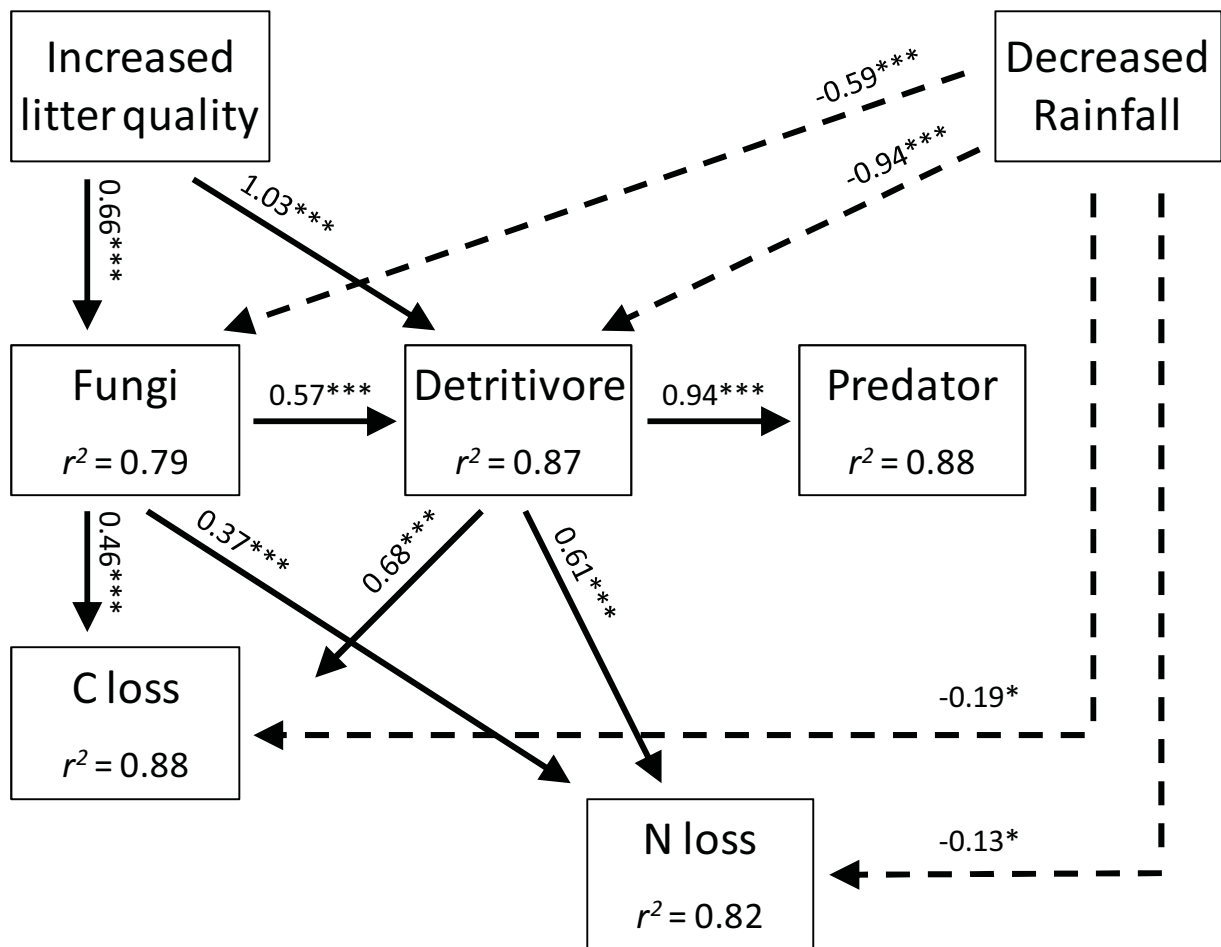 Increased
litter quality
Decreased
Rainfall
-0.59***
-0.94***
0.66***
1.03***
Fungi
r² = 0.79
0.57***
Detritivore
r² = 0.87
0.94***
Predator
r² = 0.88
0.46***
0.37***
0.68***
0.61***
C loss
r² = 0.88
-0.19*
N loss
r² = 0.82
-0.13*